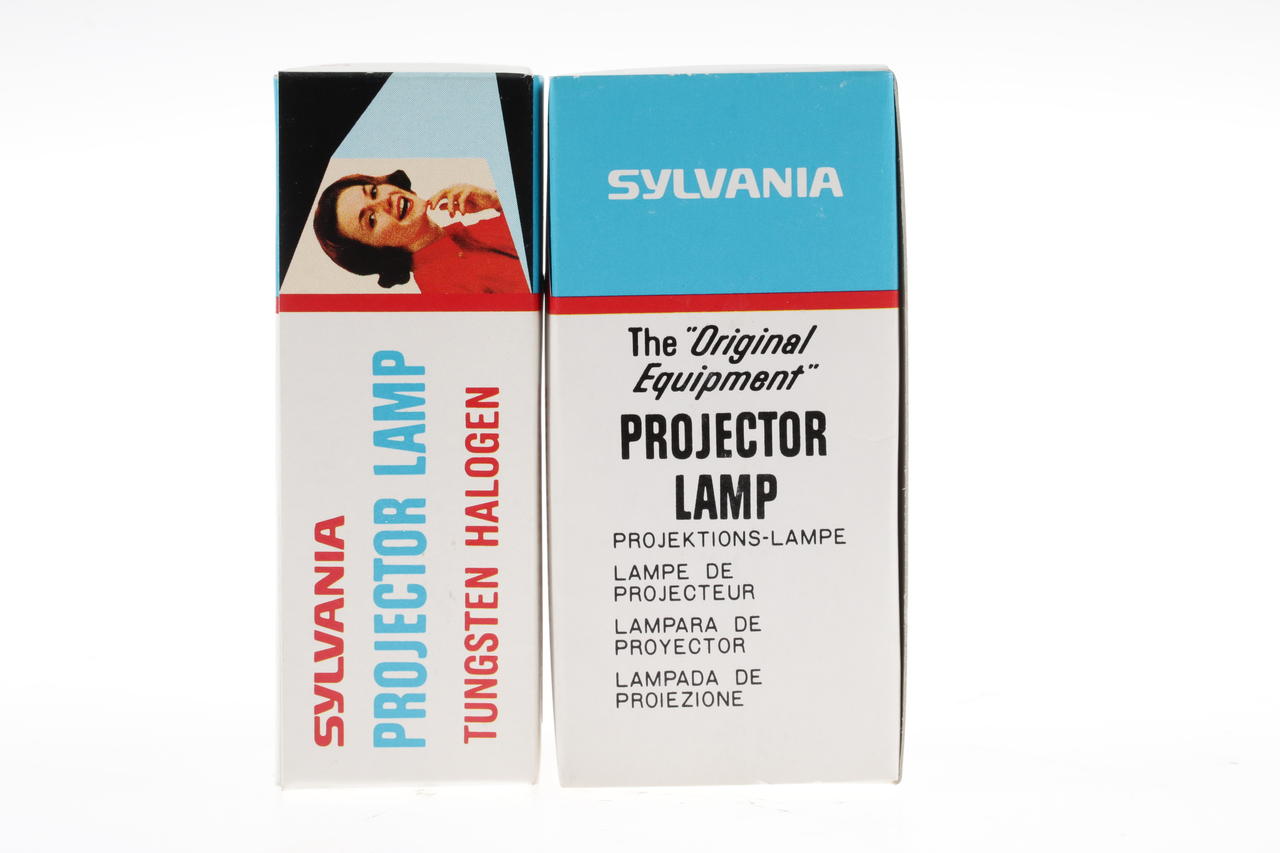 SYLVANIA
PROJECTOR LAMP
TUNGSTEN HALOGEN
SYLVANIA
The "Original
Equipment"
PROJECTOR
LAMP
PROJEKTIONS-LAMPE
LAMPE DE
PROJECTEUR
LAMPARA DE
PROYECTOR
LAMPADA DE
PROIEZIONE